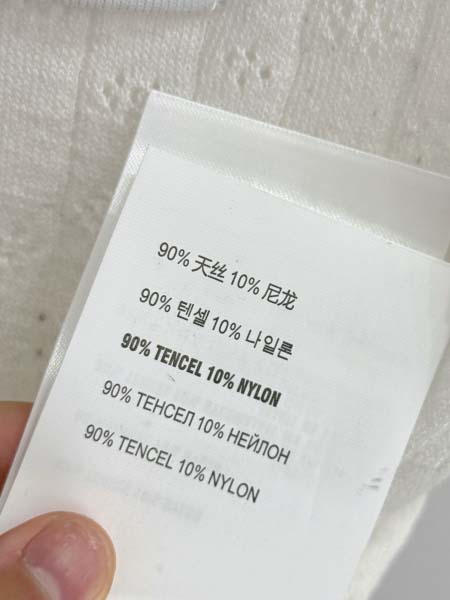 90% 天丝 10% 尼龙
90% 텐셀 10% 나일론
90% TENCEL 10% NYLON
90% ТЕНСЕЛ 10% НЕЙЛОН
90% TENCEL 10% NYLON